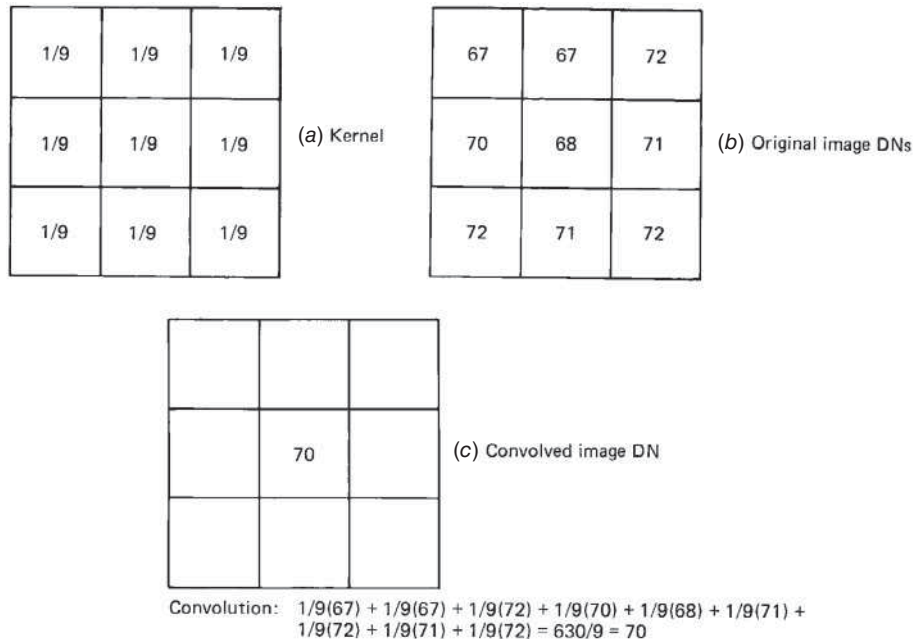 1/9 1/9 1/9
1/9 1/9 1/9
1/9 1/9 1/9
(a) Kernel
67 67 72
70 68 71
72 71 72
(b) Original image DNs
70
(c) Convolved image DN
Convolution: 1/9(67) + 1/9(67) + 1/9(72) + 1/9(70) + 1/9(68) + 1/9(71) +
1/9(72) + 1/9(71) + 1/9(72) = 630/9 = 70